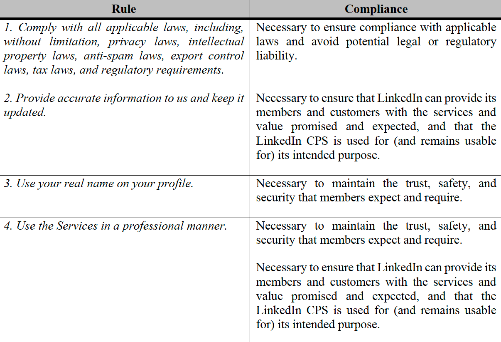 Rule
Compliance
1. Comply with all applicable laws, including,
without limitation, privacy laws, intellectual
property laws, anti-spam laws, export control
laws, tax laws, and regulatory requirements.
Necessary to ensure compliance with applicable
laws and avoid potential legal or regulatory
liability.
2. Provide accurate information to us and keep it
updated.
Necessary to ensure that LinkedIn can provide its
members and customers with the services and
value promised and expected, and that the
LinkedIn CPS is used for (and remains usable
for) its intended purpose.
3. Use your real name on your profile.
Necessary to maintain the trust, safety, and
security that members expect and require.
4. Use the Services in a professional manner.
Necessary to maintain the trust, safety, and
security that members expect and require.
Necessary to ensure that LinkedIn can provide its
members and customers with the services and
value promised and expected, and that the
LinkedIn CPS is used for (and remains usable
for) its intended purpose.